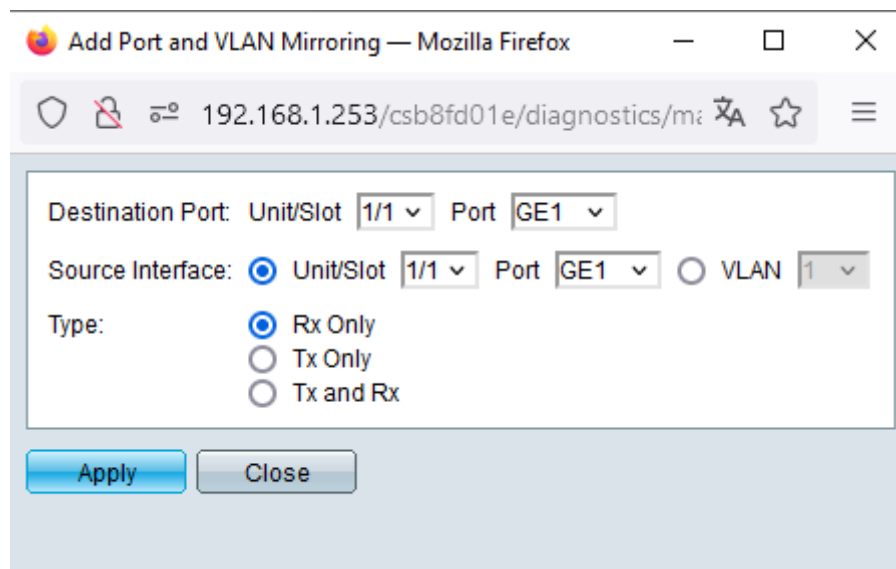 Add Port and VLAN Mirroring — Mozilla Firefox
192.168.1.253/csb8fd01e/diagnostics/ma
Destination Port: Unit/Slot 1/1 Port GE1
Source Interface: Unit/Slot 1/1 Port GE1 VLAN 1
Type: Rx Only
Tx Only
Tx and Rx
Apply Close